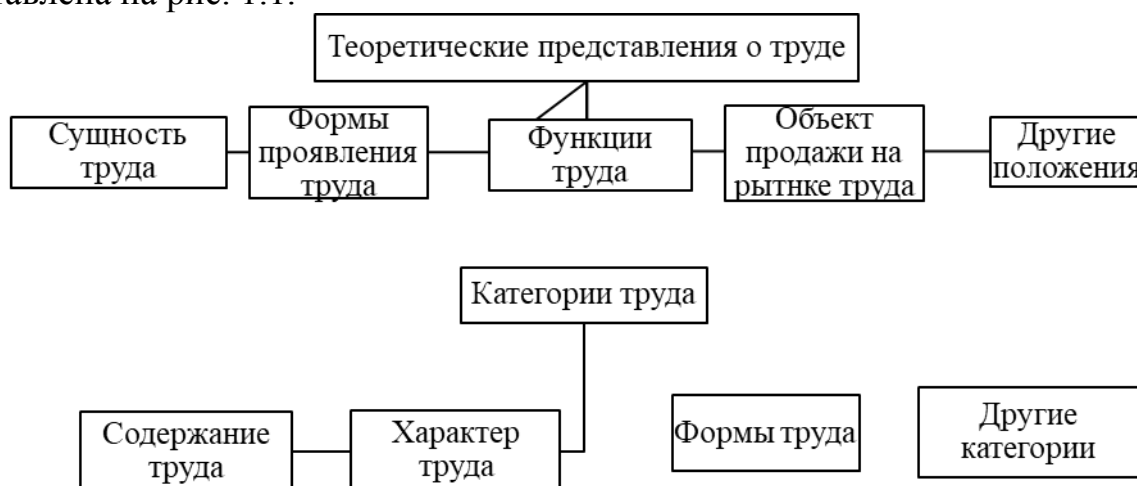 тавлена на рис. 1.1.
Теоретические представления о труде
Сущность
труда
Формы
проявления
труда
Функции
труда
Объект
продажи на
рытнке труда
Другие
положения
Категории труда
Содержание
труда
Характер
труда
Формы труда
Другие
категории